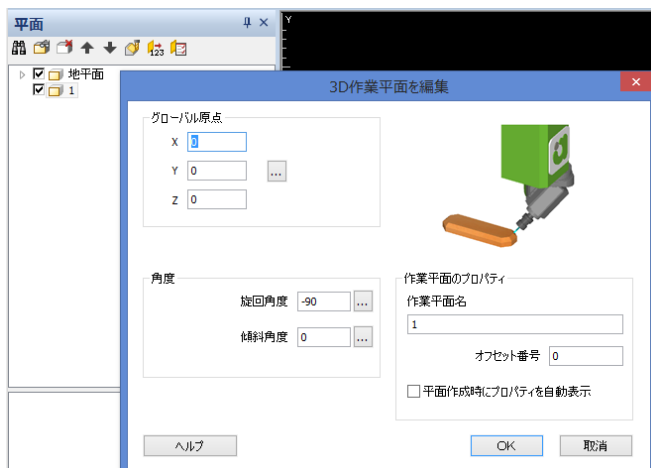 平面
Y
123
地平面
1
3D作業平面を編集
グローバル原点
X 0
Y 0 ...
Z 0
角度
旋回角度 -90 ...
傾斜角度 0 ...
作業平面のプロパティ
作業平面名
1
オフセット番号 0
平面作成時にプロパティを自動表示
ヘルプ OK 取消